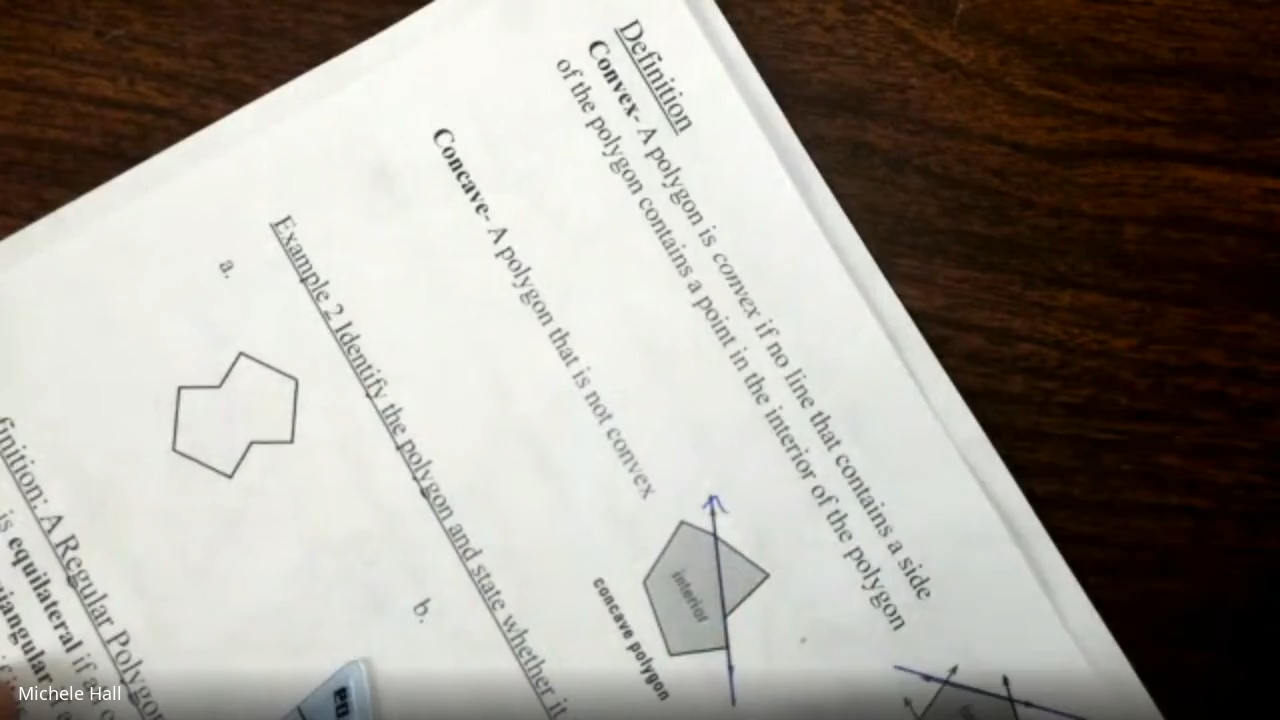 Definition
Convex- A polygon is convex if no line that contains a side
of the polygon contains a point in the interior of the polygon
interior
Concave- A polygon that is not convex
concave polygon
Example 2 Identify the polygon and state whether it
a.
b.
finition: A Regular Polygo
is equilateral if a
iangular
Michele Hall